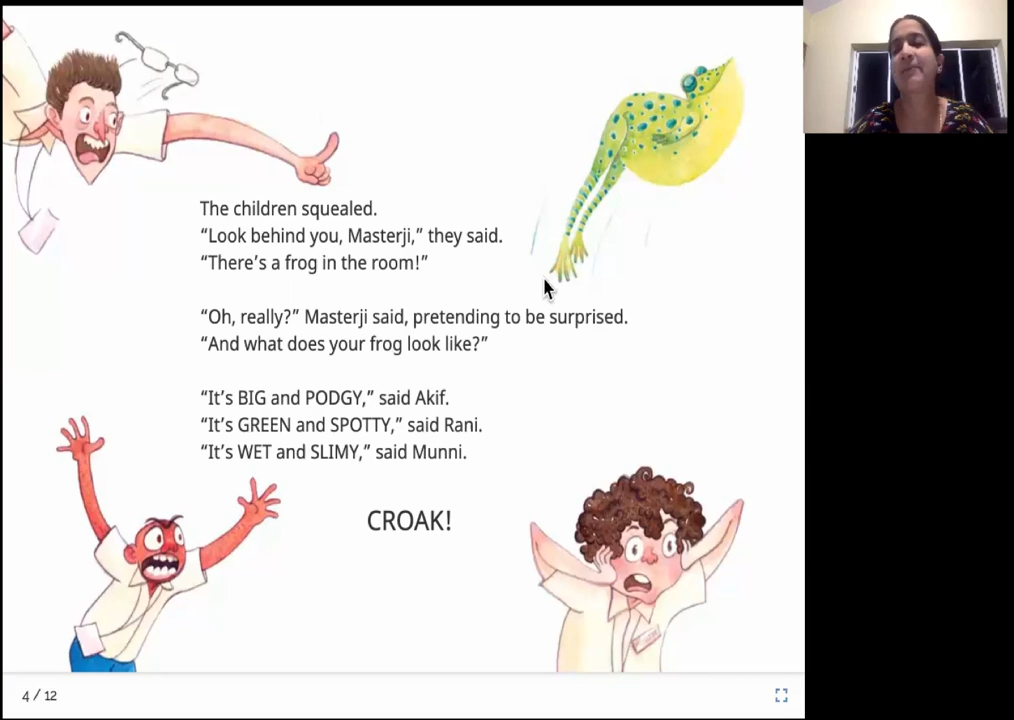 The children squealed.
“Look behind you, Masterji,” they said.
“There’s a frog in the room!”
“Oh, really?” Masterji said, pretending to be surprised.
“And what does your frog look like?”
“It’s BIG and PODGY,” said Akif.
“It’s GREEN and SPOTTY,” said Rani.
“It’s WET and SLIMY,” said Munni.
CROAK!
4 / 12